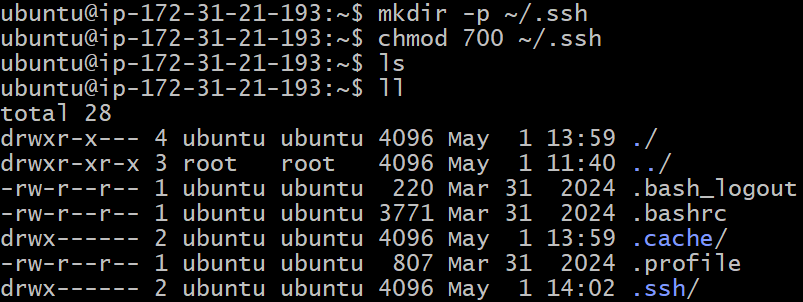 ubuntu@ip-172-31-21-193:~$ mkdir -p ~/.ssh
ubuntu@ip-172-31-21-193:~$ chmod 700 ~/.ssh
ubuntu@ip-172-31-21-193:~$ ls
ubuntu@ip-172-31-21-193:~$ ll
total 28
drwxr-x--- 4 ubuntu ubuntu 4096 May  1 13:59 ./
drwxr-xr-x 3 root   root   4096 May  1 11:40 ../
-rw-r--r-- 1 ubuntu ubuntu  220 Mar 31  2024 .bash_logout
-rw-r--r-- 1 ubuntu ubuntu 3771 Mar 31  2024 .bashrc
drwx------ 2 ubuntu ubuntu 4096 May  1 13:59 .cache/
-rw-r--r-- 1 ubuntu ubuntu  807 Mar 31  2024 .profile
drwx------ 2 ubuntu ubuntu 4096 May  1 14:02 .ssh/